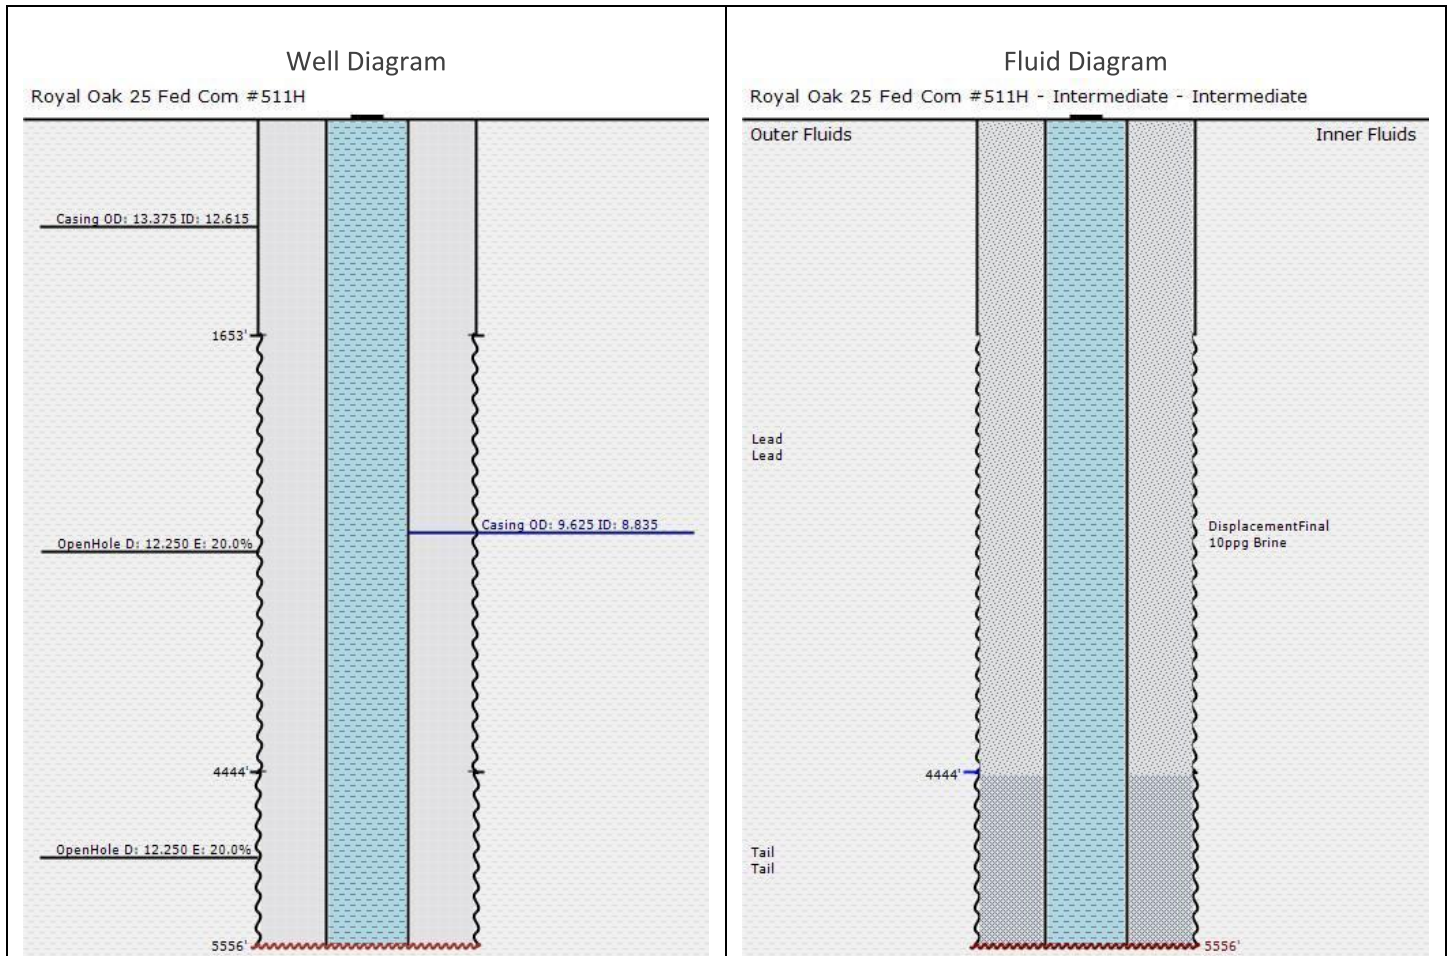 Well Diagram
Royal Oak 25 Fed Com #511H
Casing OD: 13.375 ID: 12.615
1653'
Casing OD: 9.625 ID: 8.835
OpenHole D: 12.250 E: 20.0%
4444'
OpenHole D: 12.250 E: 20.0%
5556'
Fluid Diagram
Royal Oak 25 Fed Com #511H - Intermediate - Intermediate
Outer Fluids
Inner Fluids
Lead
Lead
DisplacementFinal
10ppg Brine
4444'
Tail
Tail
5556'